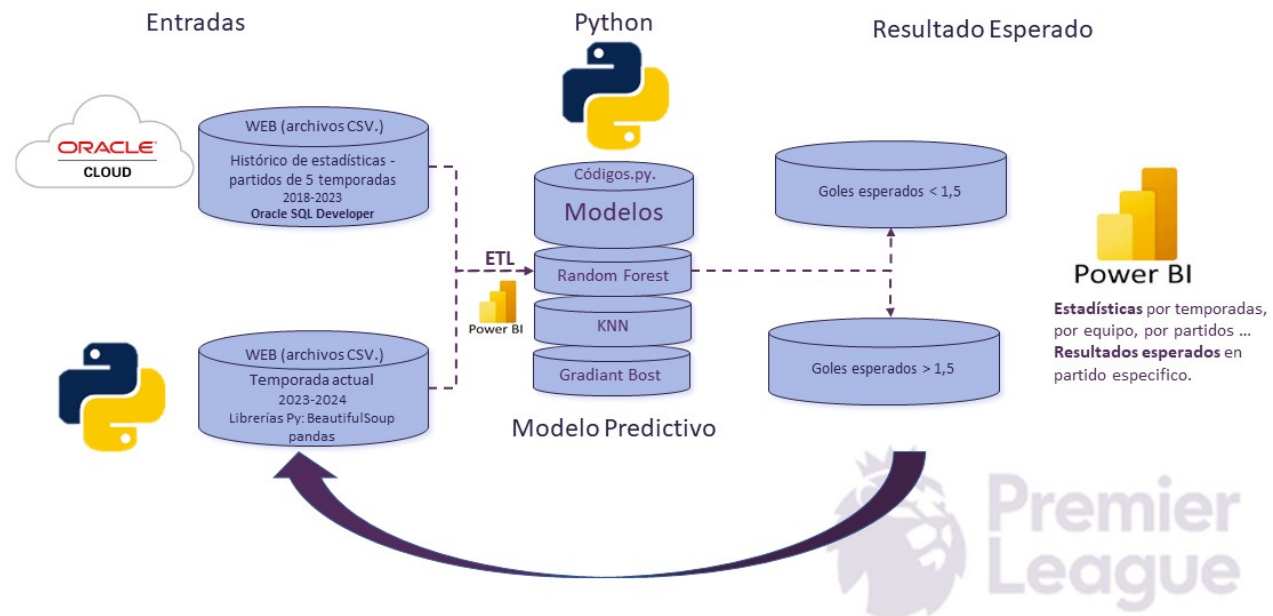 Entradas
Python
Resultado Esperado
ORACLE
CLOUD
WEB (archivos CSV.)
Histórico de estadísticas -
partidos de 5 temporadas
2018-2023
Oracle SQL Developer
ETL
Power BI
WEB (archivos CSV.)
Temporada actual
2023-2024
Librerías Py: BeautifulSoup
pandas
Códigos.py.
Modelos
Random Forest
KNN
Gradiant Bost
Modelo Predictivo
Goles esperados < 1,5
Goles esperados > 1,5
Power BI
Estadísticas por temporadas,
por equipo, por partidos ...
Resultados esperados en
partido especifico.
Premier
League